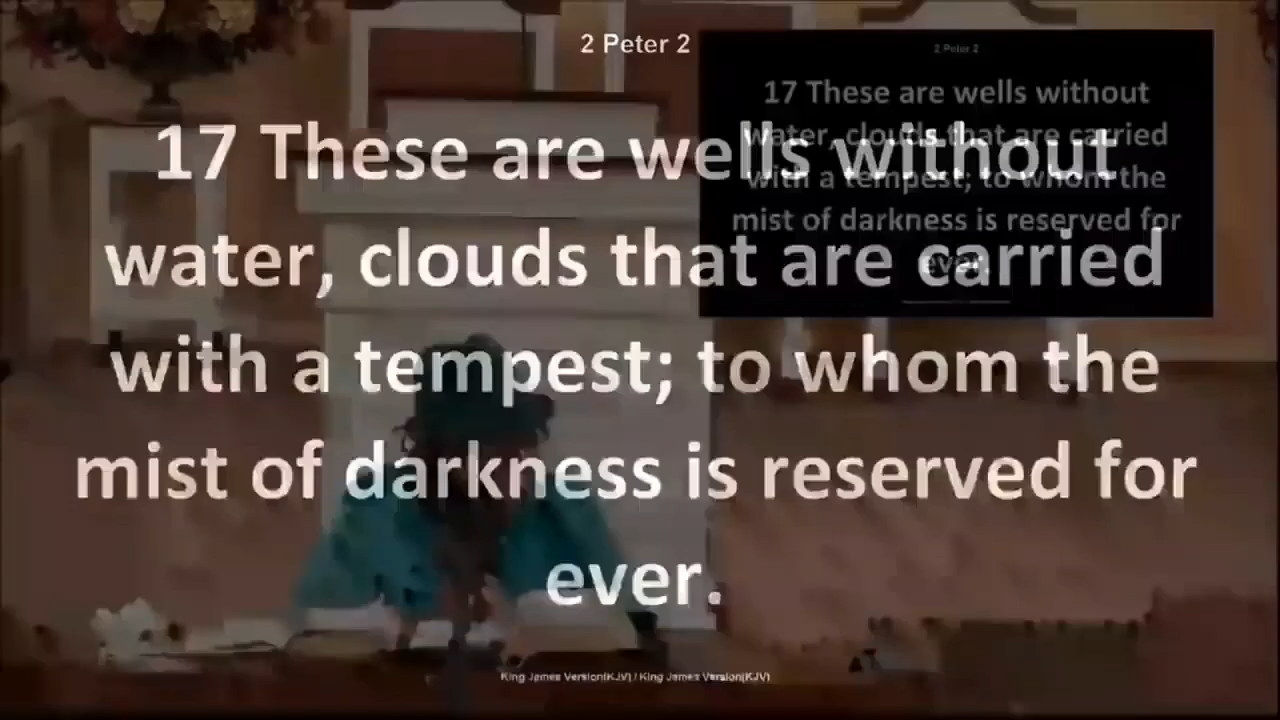 2 Peter 2
17 These are wells without
water, clouds that are carried
with a tempest; to whom the
mist of darkness is reserved for
ever.
2 Peter 2
17 These are wells without
water, clouds that are carried
with a tempest; to whom the
mist of darkness is reserved for
ever.
King James Version(KJV) / King James Version(KJV)